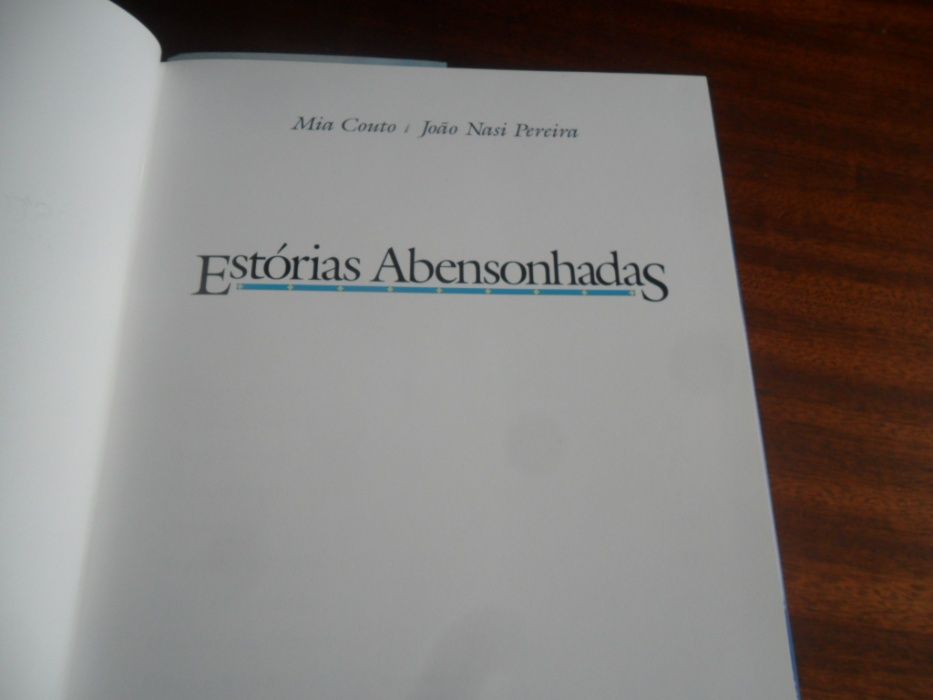 Mia Couto i João Nasi Pereira
Estórias Abensonhadas